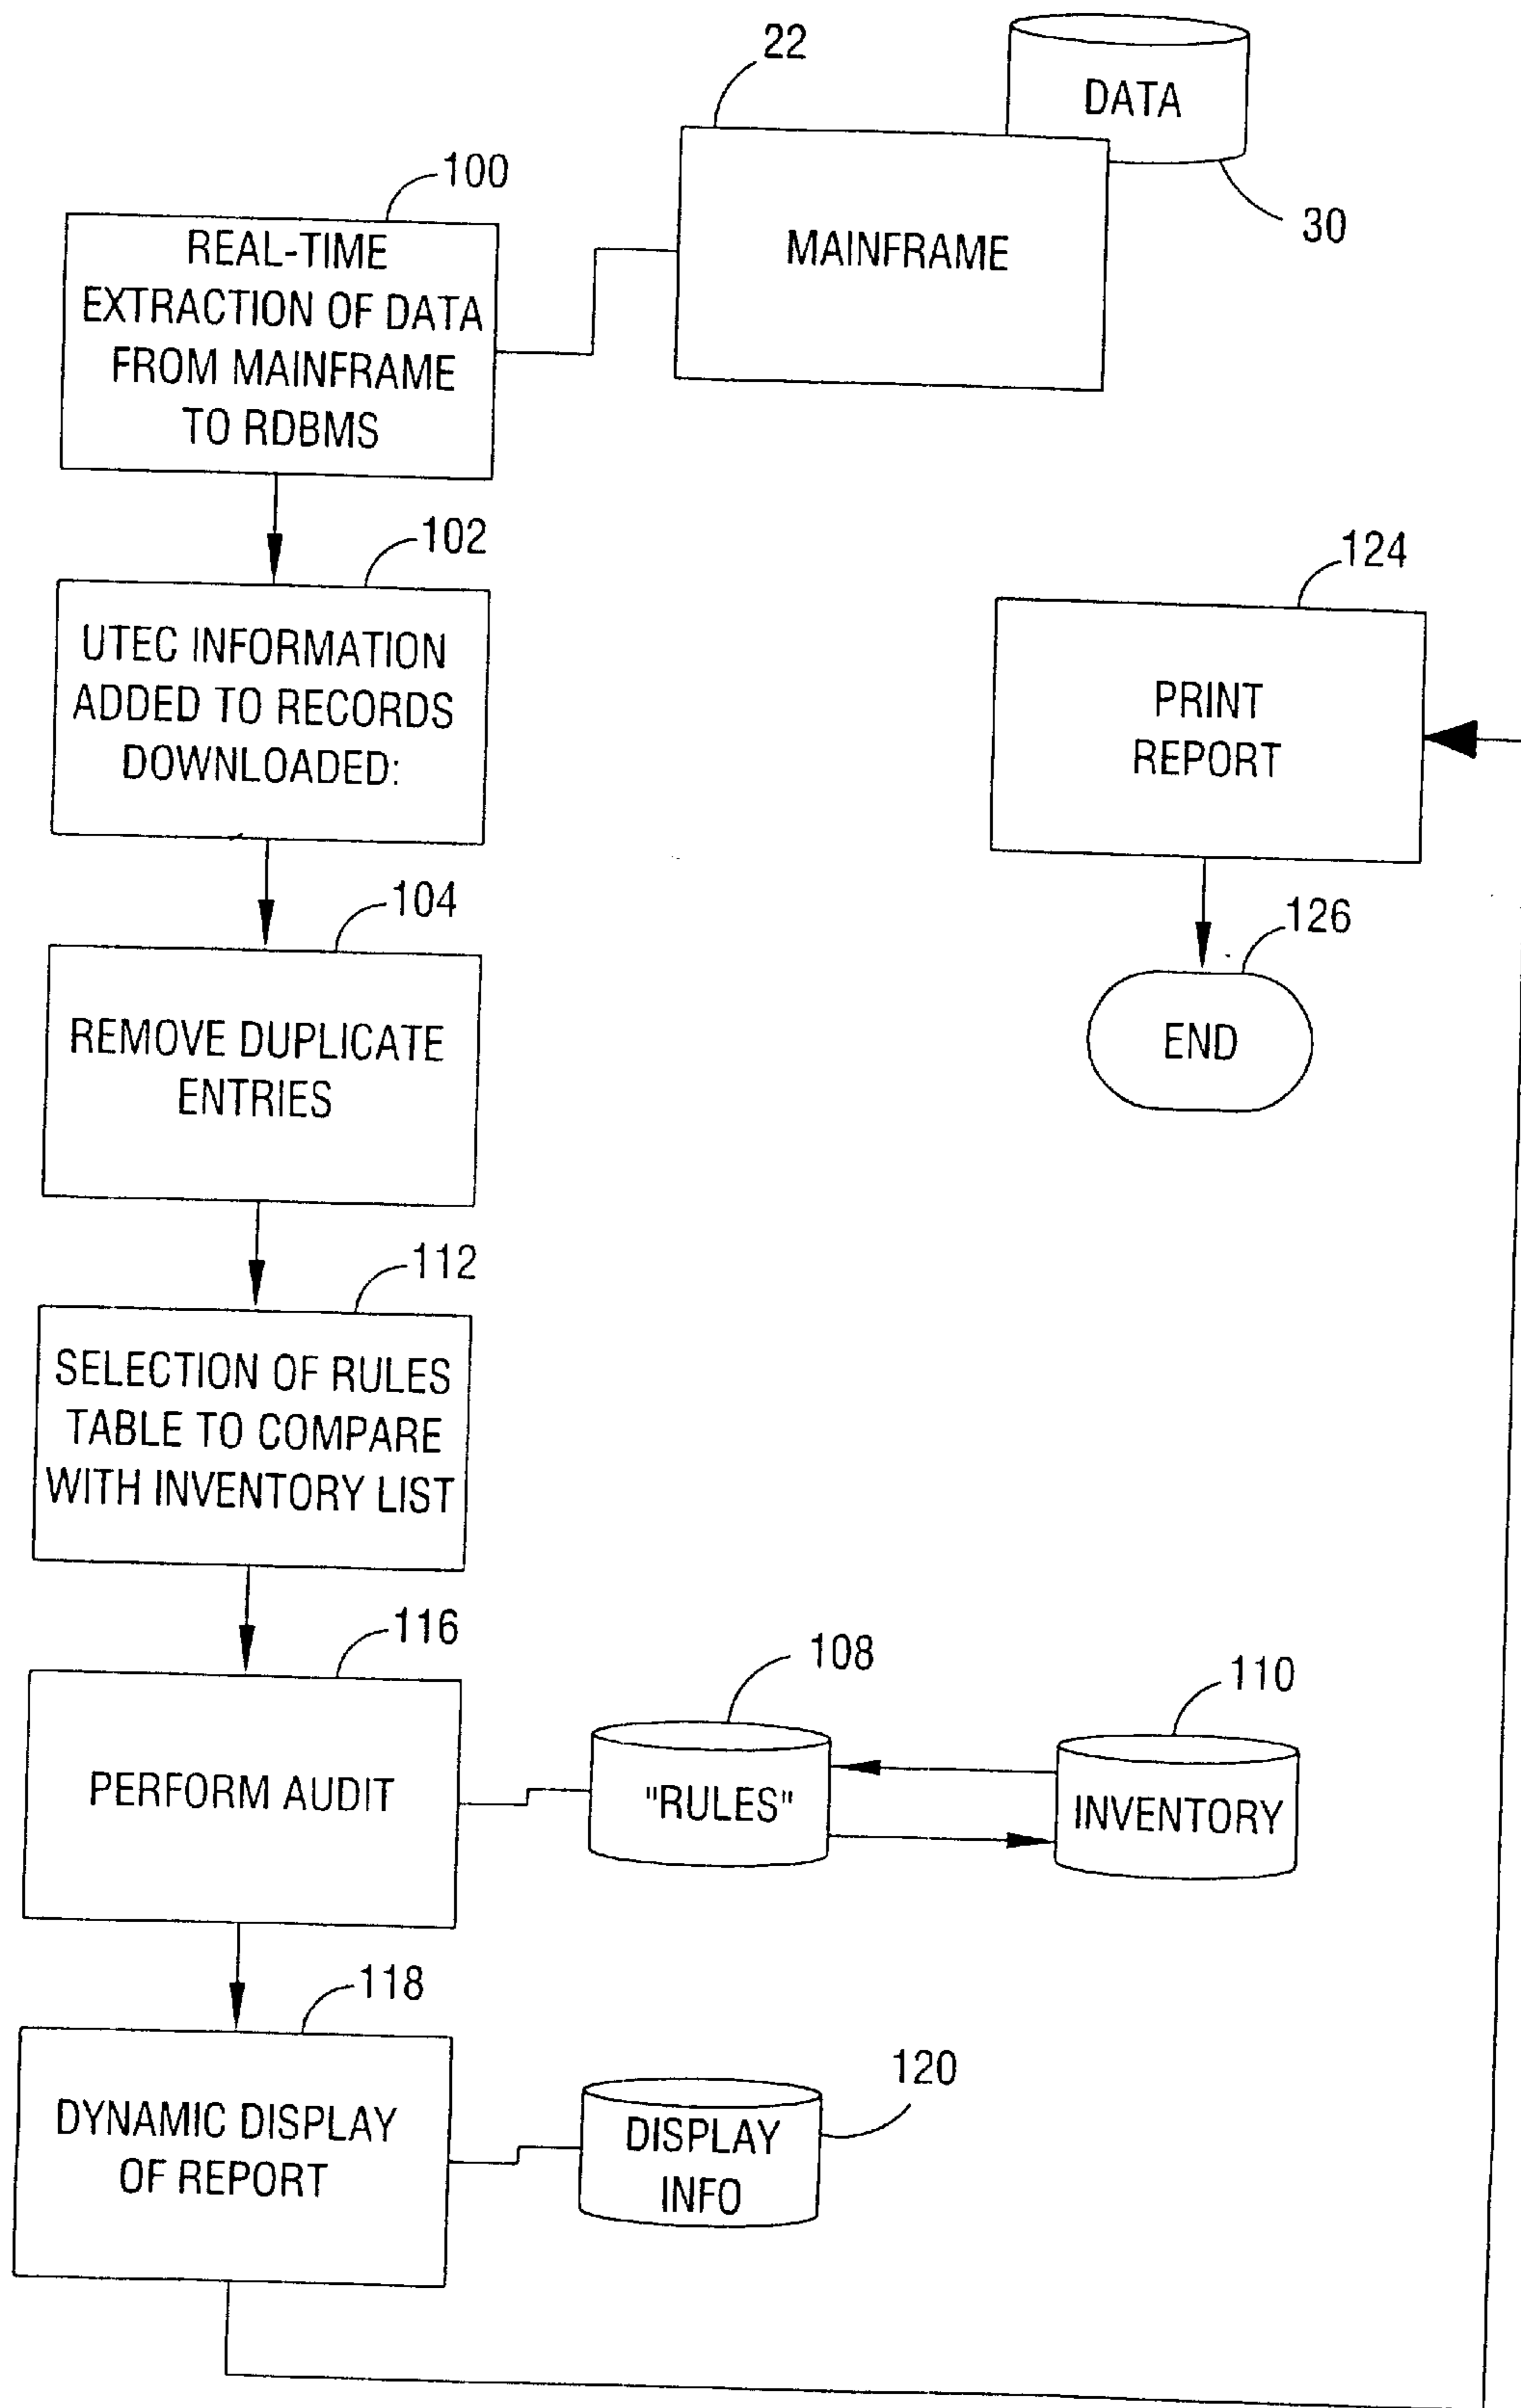 22
DATA
30
MAINFRAME
100
REAL-TIME
EXTRACTION OF DATA
FROM MAINFRAME
TO RDBMS
102
UTEC INFORMATION
ADDED TO RECORDS
DOWNLOADED:
104
REMOVE DUPLICATE
ENTRIES
112
SELECTION OF RULES
TABLE TO COMPARE
WITH INVENTORY LIST
116
PERFORM AUDIT
108
"RULES"
110
INVENTORY
118
DYNAMIC DISPLAY
OF REPORT
120
DISPLAY
INFO
124
PRINT
REPORT
126
END